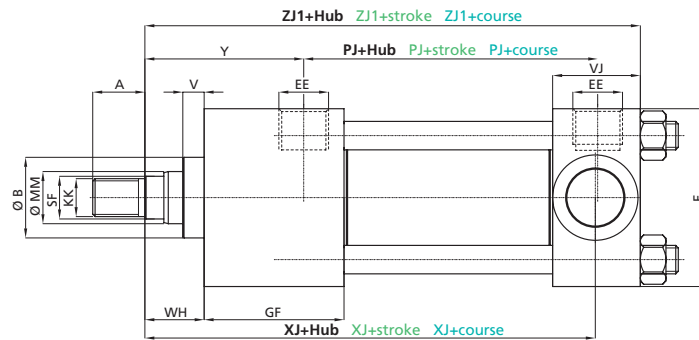 ZJ1+Hub ZJ1+stroke ZJ1+course
Y PJ+Hub PJ+stroke PJ+course
VJ
A V EE EE
Ø B
Ø MM
SF
KK
E
WH GF
XJ+Hub XJ+stroke XJ+course